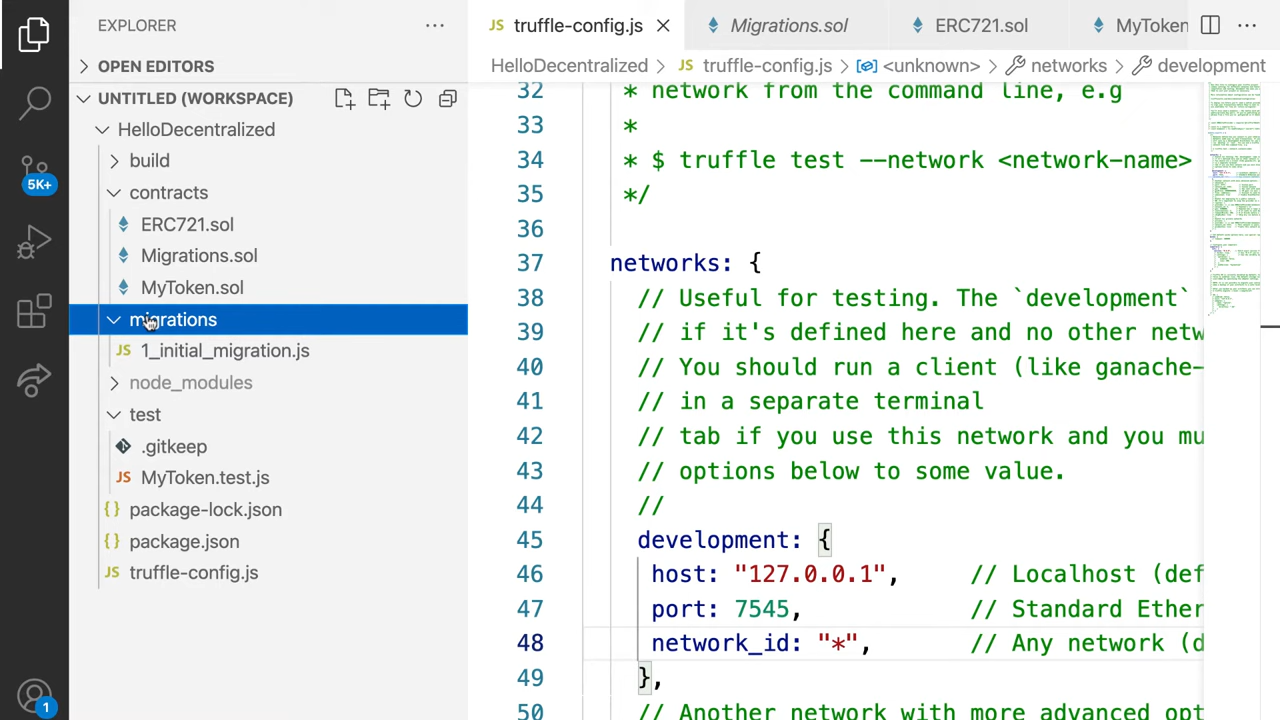 EXPLORER
OPEN EDITORS
UNTITLED (WORKSPACE)
HelloDecentralized
build
contracts
ERC721.sol
Migrations.sol
MyToken.sol
migrations
JS 1_initial_migration.js
node_modules
test
.gitkeep
JS MyToken.test.js
{} package-lock.json
{} package.json
JS truffle-config.js
5K+
1
JS truffle-config.js
Migrations.sol
ERC721.sol
MyToken
HelloDecentralized > JS truffle-config.js > <unknown> > networks > development
32 * network from the command line, e.g
33 *
34 * $ truffle test --network <network-name>
35 */
36
37 networks: {
38 // Useful for testing. The `development`
39 // if it's defined here and no other netw
40 // You should run a client (like ganache-
41 // in a separate terminal
42 // tab if you use this network and you mu
43 // options below to some value.
44 //
45 development: {
46 host: "127.0.0.1", // Localhost (def
47 port: 7545, // Standard Ether
48 network_id: "*", // Any network (d
49 },
50 // Another network with more advanced opt